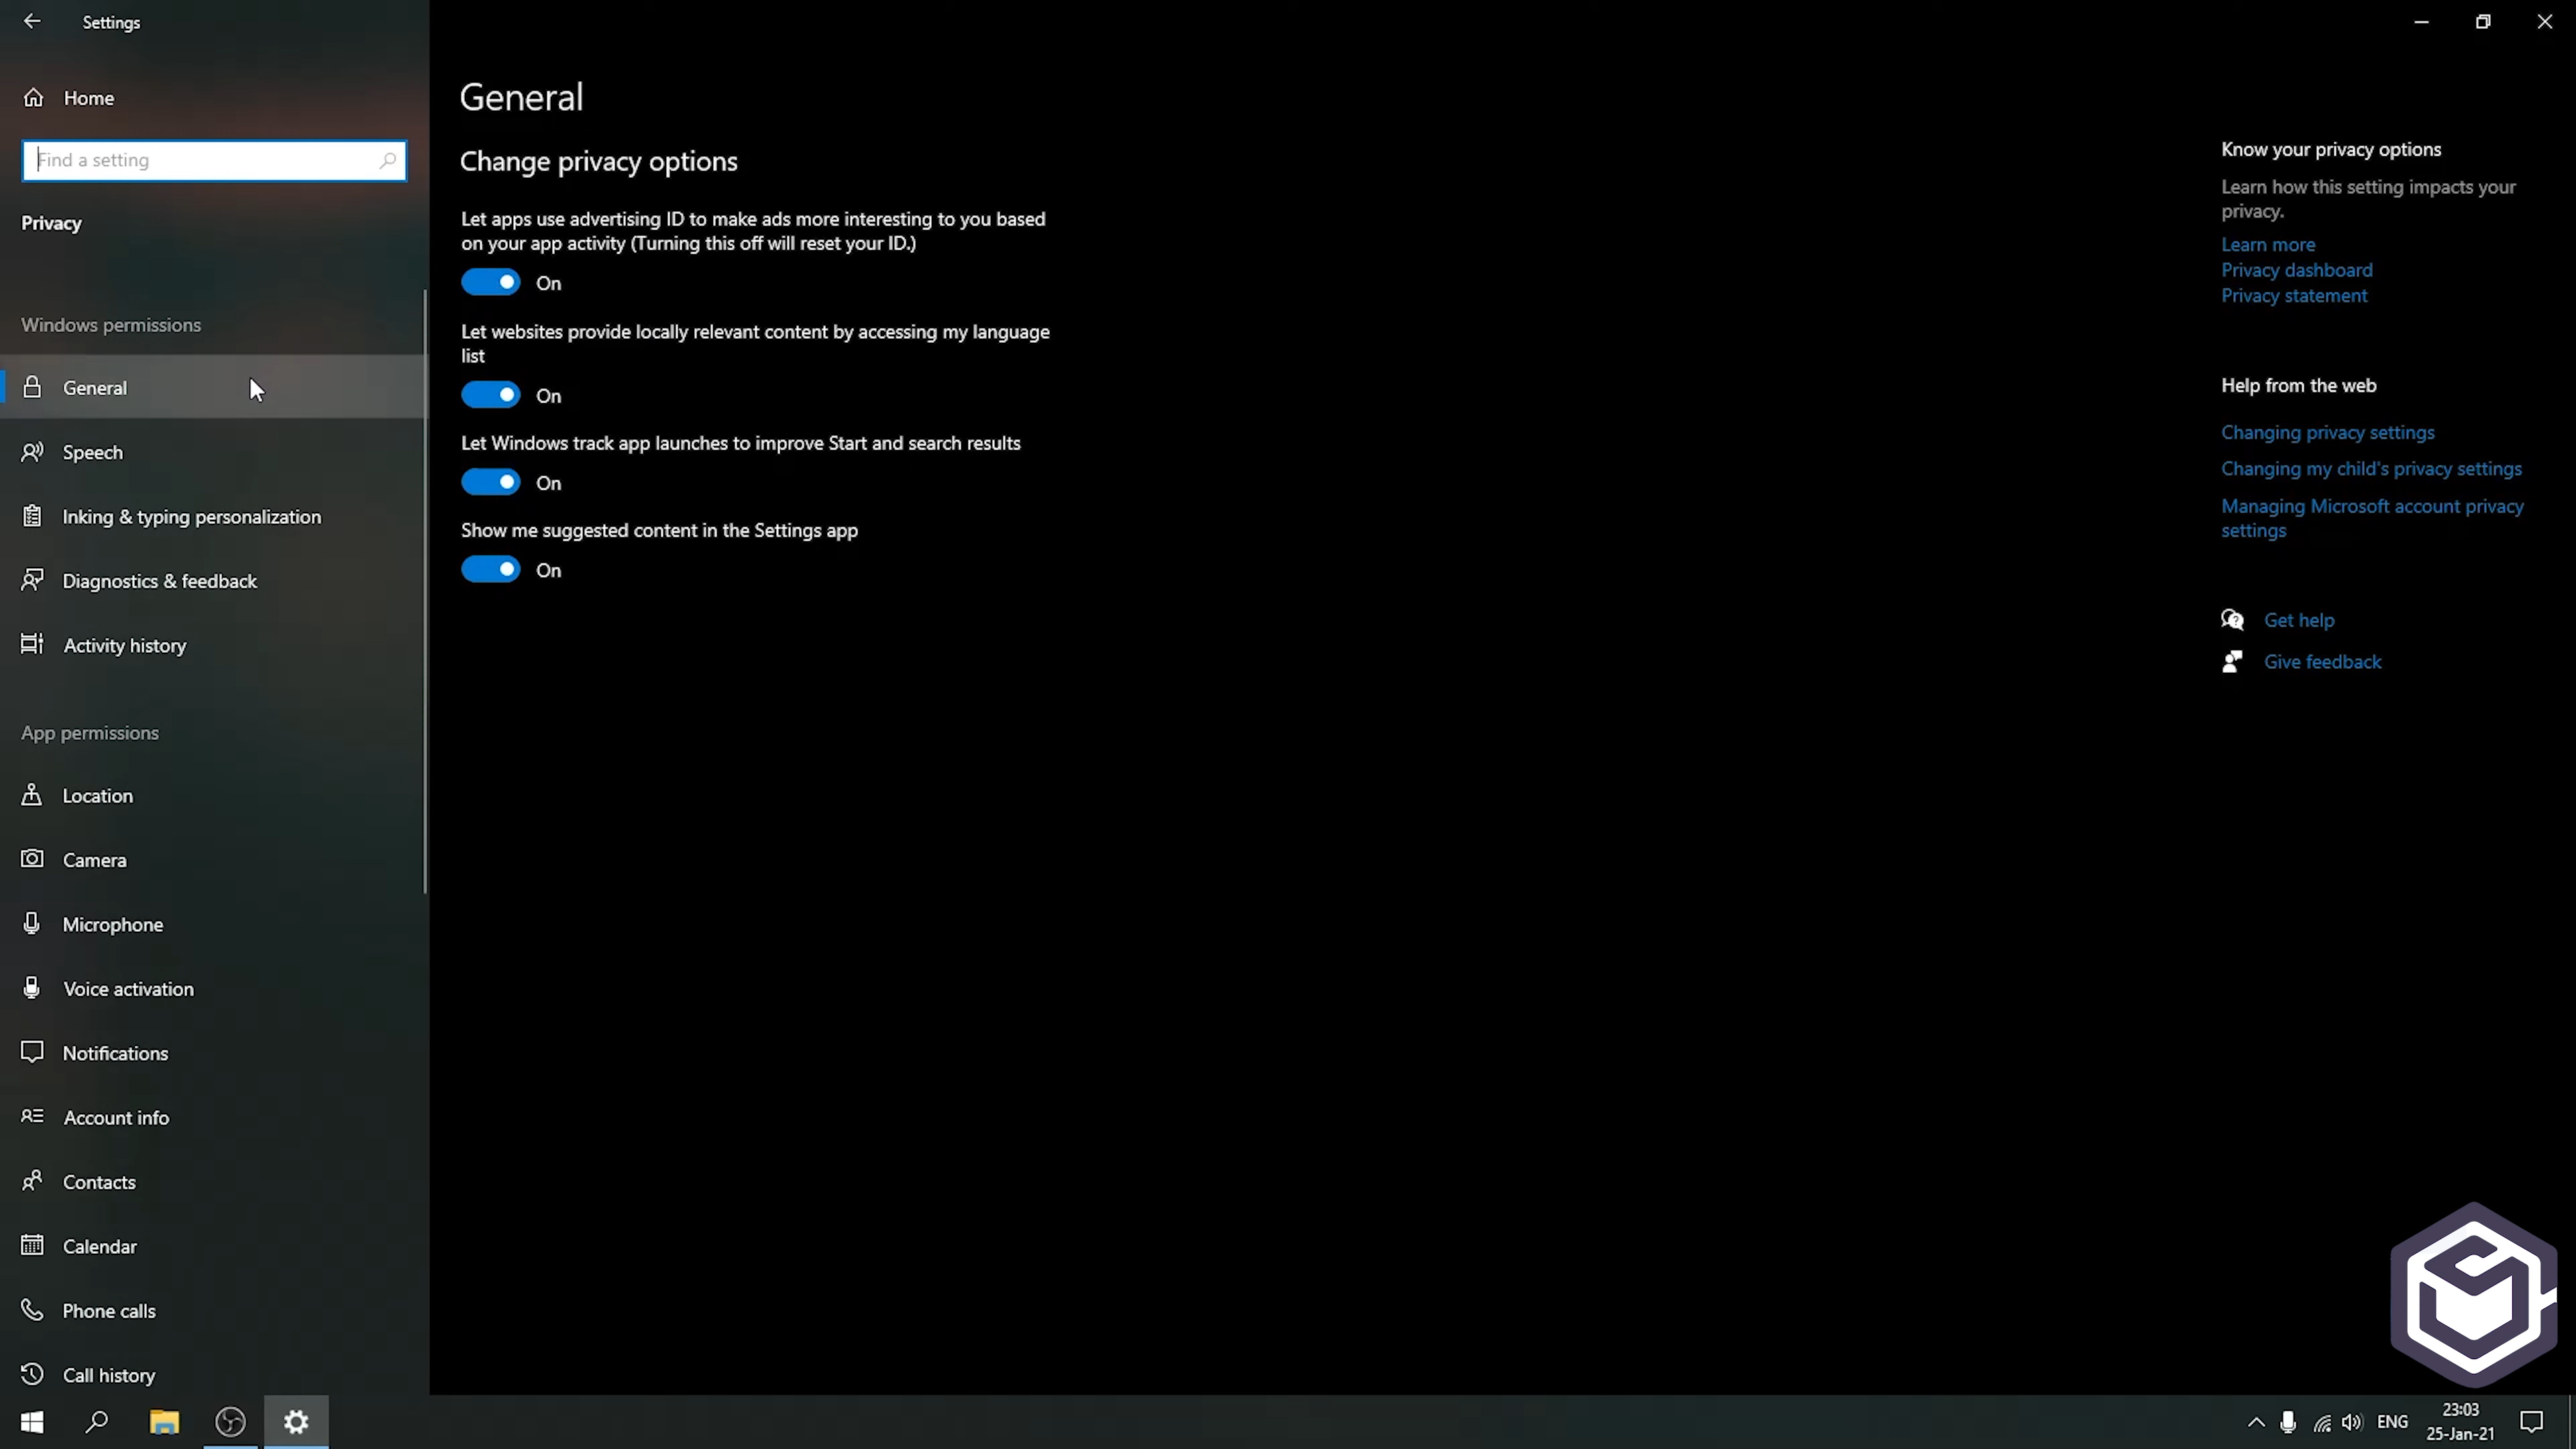 Settings
Home
Find a setting
Privacy
Windows permissions
General
Speech
Inking & typing personalization
Diagnostics & feedback
Activity history
App permissions
Location
Camera
Microphone
Voice activation
Notifications
Account info
Contacts
Calendar
Phone calls
Call history
General
Change privacy options
Let apps use advertising ID to make ads more interesting to you based
on your app activity (Turning this off will reset your ID.)
On
Let websites provide locally relevant content by accessing my language
list
On
Let Windows track app launches to improve Start and search results
On
Show me suggested content in the Settings app
On
Know your privacy options
Learn how this setting impacts your
privacy.
Learn more
Privacy dashboard
Privacy statement
Help from the web
Changing privacy settings
Changing my child's privacy settings
Managing Microsoft account privacy
settings
Get help
Give feedback
ENG
23:03
25-Jan-21